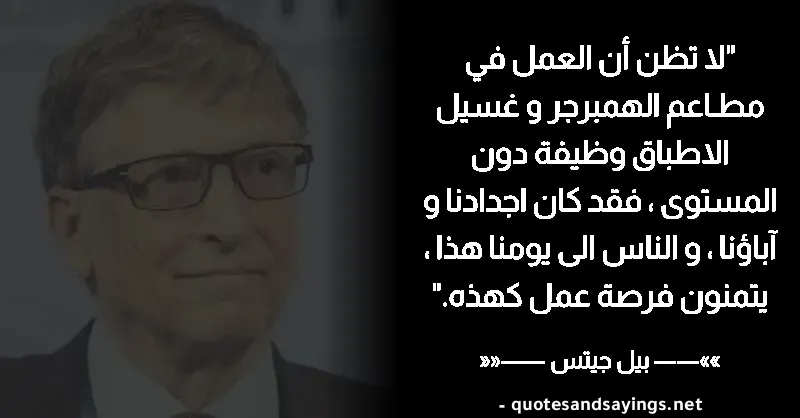 "لا تظن أن العمل في
مطـاعم الهمبرجر و غسيل
الاطباق وظيفة دون
المستوى ، فقد كان اجدادنا و
آباؤنا ، و الناس الى يومنا هذا ،
يتمنون فرصة عمل كهذه."
»»——– بيل جيتس ——–««
- quotesandsayings.net